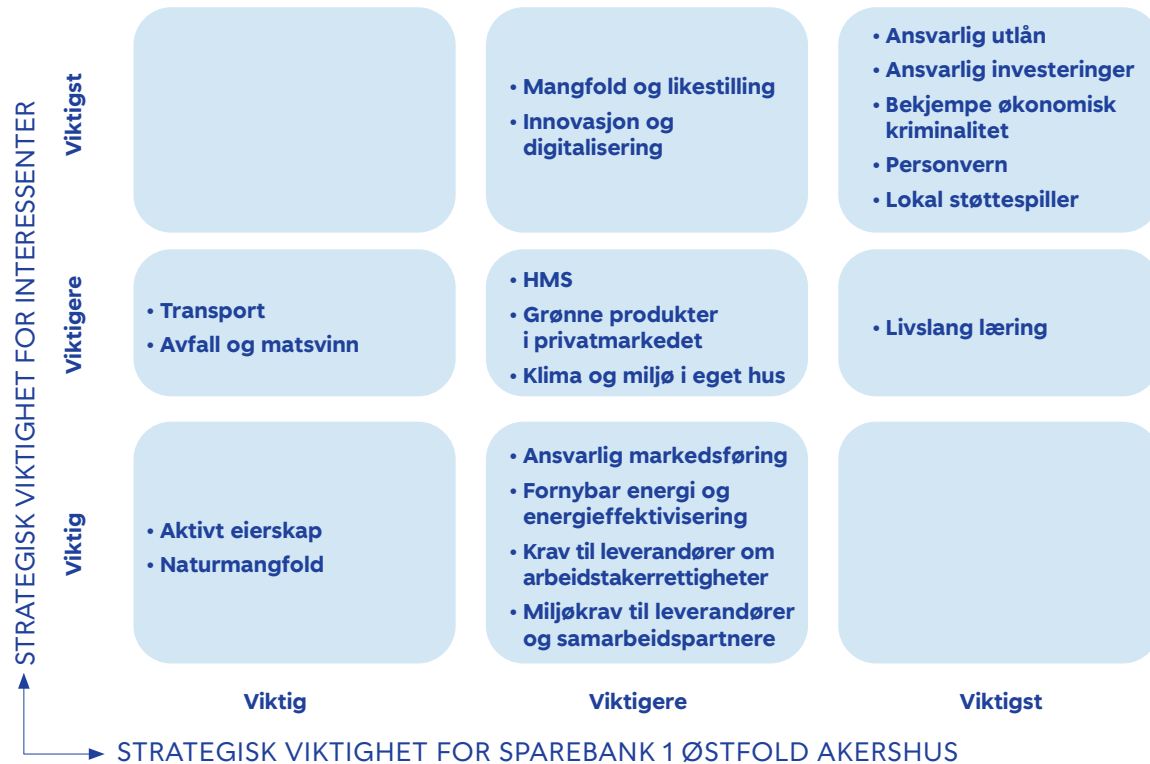 STRATEGISK VIKTIGHET FOR INTERESSENTER
Viktigst
• Mangfold og likestilling
• Innovasjon og
digitalisering
• Ansvarlig utlån
• Ansvarlig investeringer
• Bekjempe økonomisk
kriminalitet
• Personvern
• Lokal støttespiller
Viktigere
• Transport
• Avfall og matsvinn
• HMS
• Grønne produkter
i privatmarkedet
• Klima og miljø i eget hus
• Livslang læring
Viktig
• Aktivt eierskap
• Naturmangfold
• Ansvarlig markedsføring
• Fornybar energi og
energieffektivisering
• Krav til leverandører om
arbeidstakerrettigheter
• Miljøkrav til leverandører
og samarbeidspartnere
Viktig
Viktigere
Viktigst
STRATEGISK VIKTIGHET FOR SPAREBANK 1 ØSTFOLD AKERSHUS